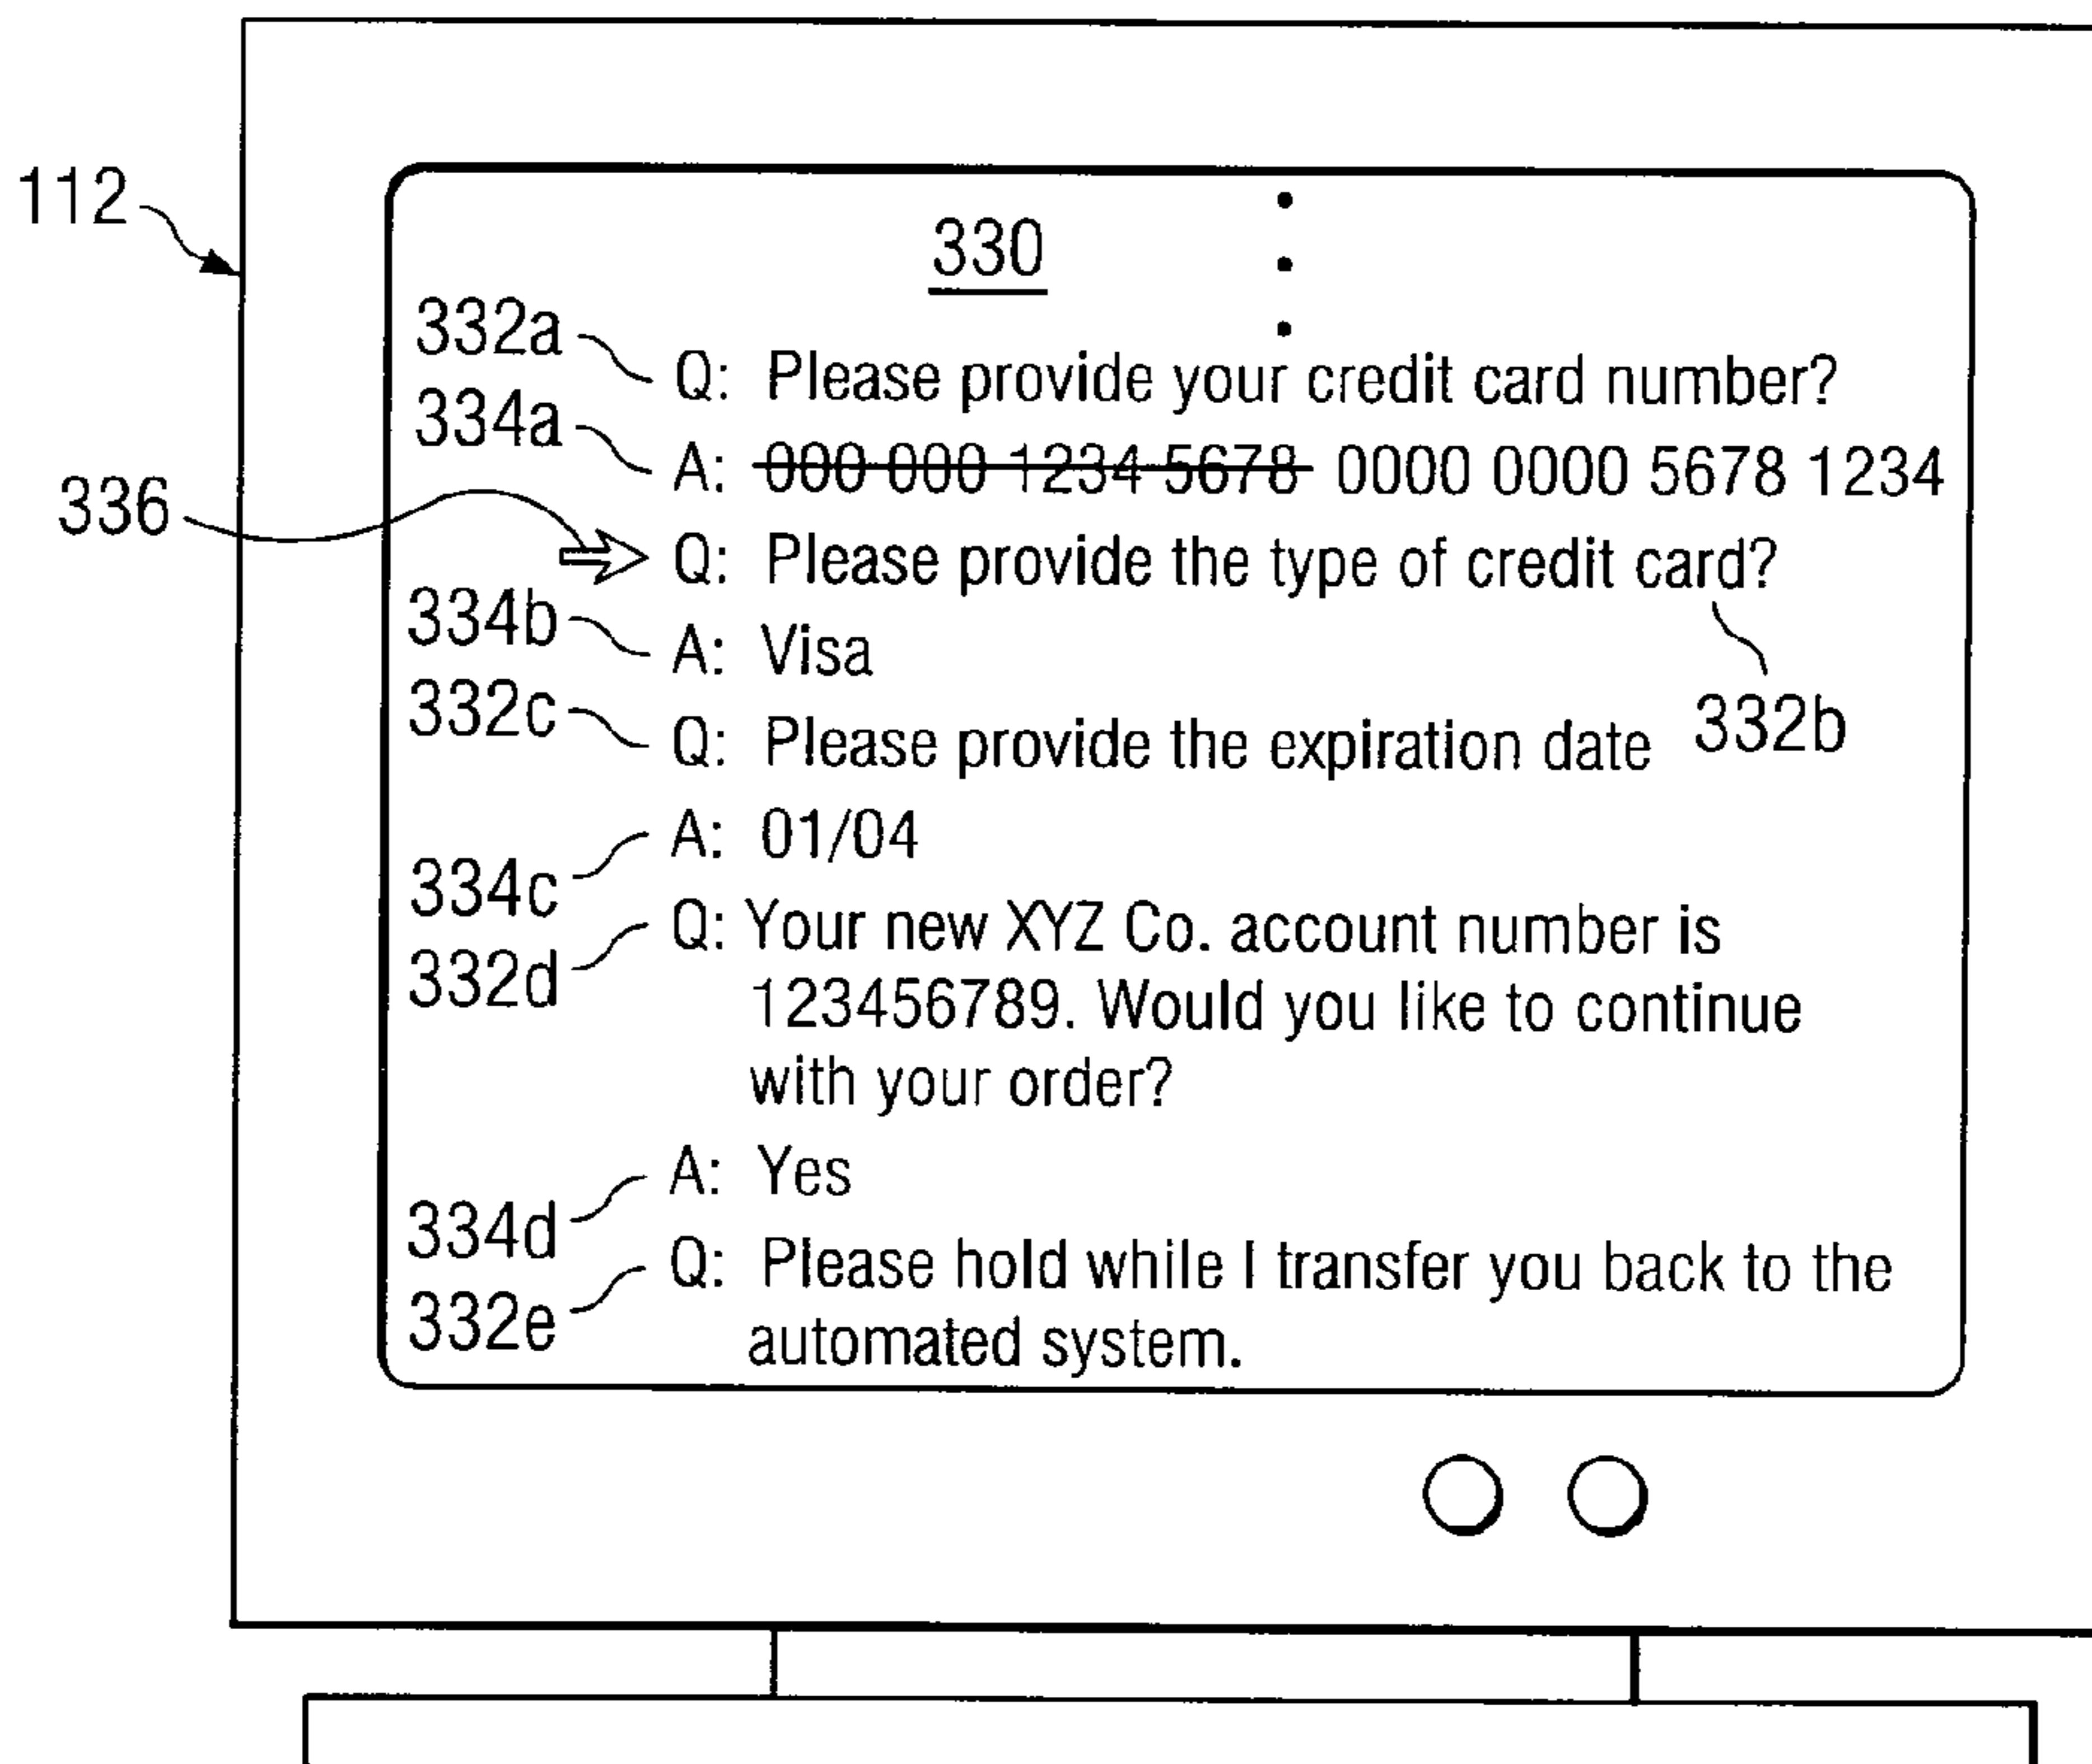 112
330
332a
Q: Please provide your credit card number?
334a
A: 000 000 1234 5678 0000 0000 5678 1234
336
Q: Please provide the type of credit card?
334b
A: Visa
332b
332c
Q: Please provide the expiration date
A: 01/04
334c
Q: Your new XYZ Co. account number is
332d
123456789. Would you like to continue
with your order?
A: Yes
334d
Q: Please hold while I transfer you back to the
332e
automated system.